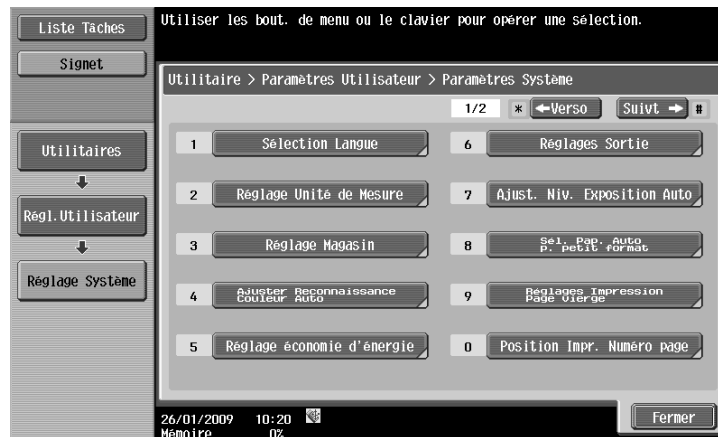 Liste Tâches
Signet
Utiliser les bout. de menu ou le clavier pour opérer une sélection.
Utilitaire > Paramètres Utilisateur > Paramètres Système
1/2 * ←Verso Suivt → #
Utilitaires
Régl.Utilisateur
Réglage Système
1 Sélection Langue
2 Réglage Unité de Mesure
3 Réglage Magasin
4 Ajuster Reconnaissance
Couleur Auto
5 Réglage économie d'énergie
6 Réglages Sortie
7 Ajust. Niv. Exposition Auto
8 Sél. Pap. Auto
p. petit format
9 Réglages Impression
Page Vierge
0 Position Impr. Numéro page
26/01/2009 10:20
Mémoire 0%
Fermer